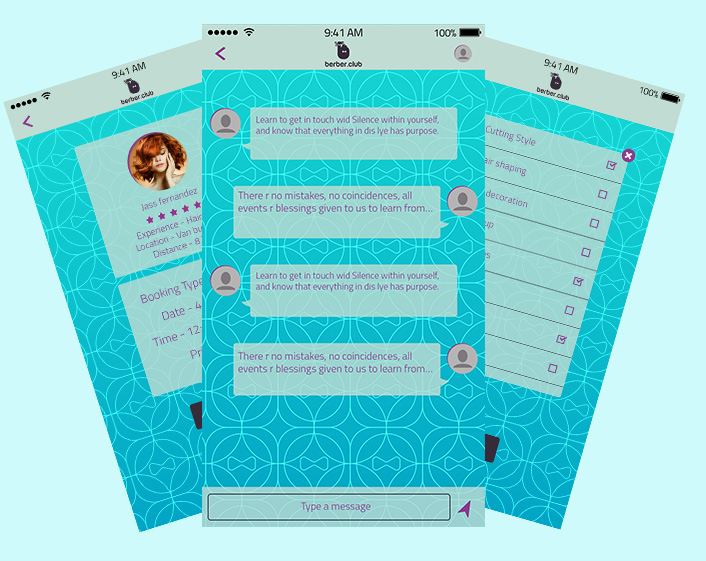 9:41 AM
berber.club
Jass fernandez
Experience - Hair
Location - Van bu
Distance - 8
Booking Type
Date - 4
Time - 12:
Pr
9:41 AM 100%
berber.club
Learn to get in touch wid Silence within yourself,
and know that everything in dis lye has purpose.
There r no mistakes, no coincidences, all
events r blessings given to us to learn from...
Learn to get in touch wid Silence within yourself,
and know that everything in dis lye has purpose.
There r no mistakes, no coincidences, all
events r blessings given to us to learn from...
Type a message
9:41 AM 100%
berber.club
Cutting Style
air shaping
decoration
up
s